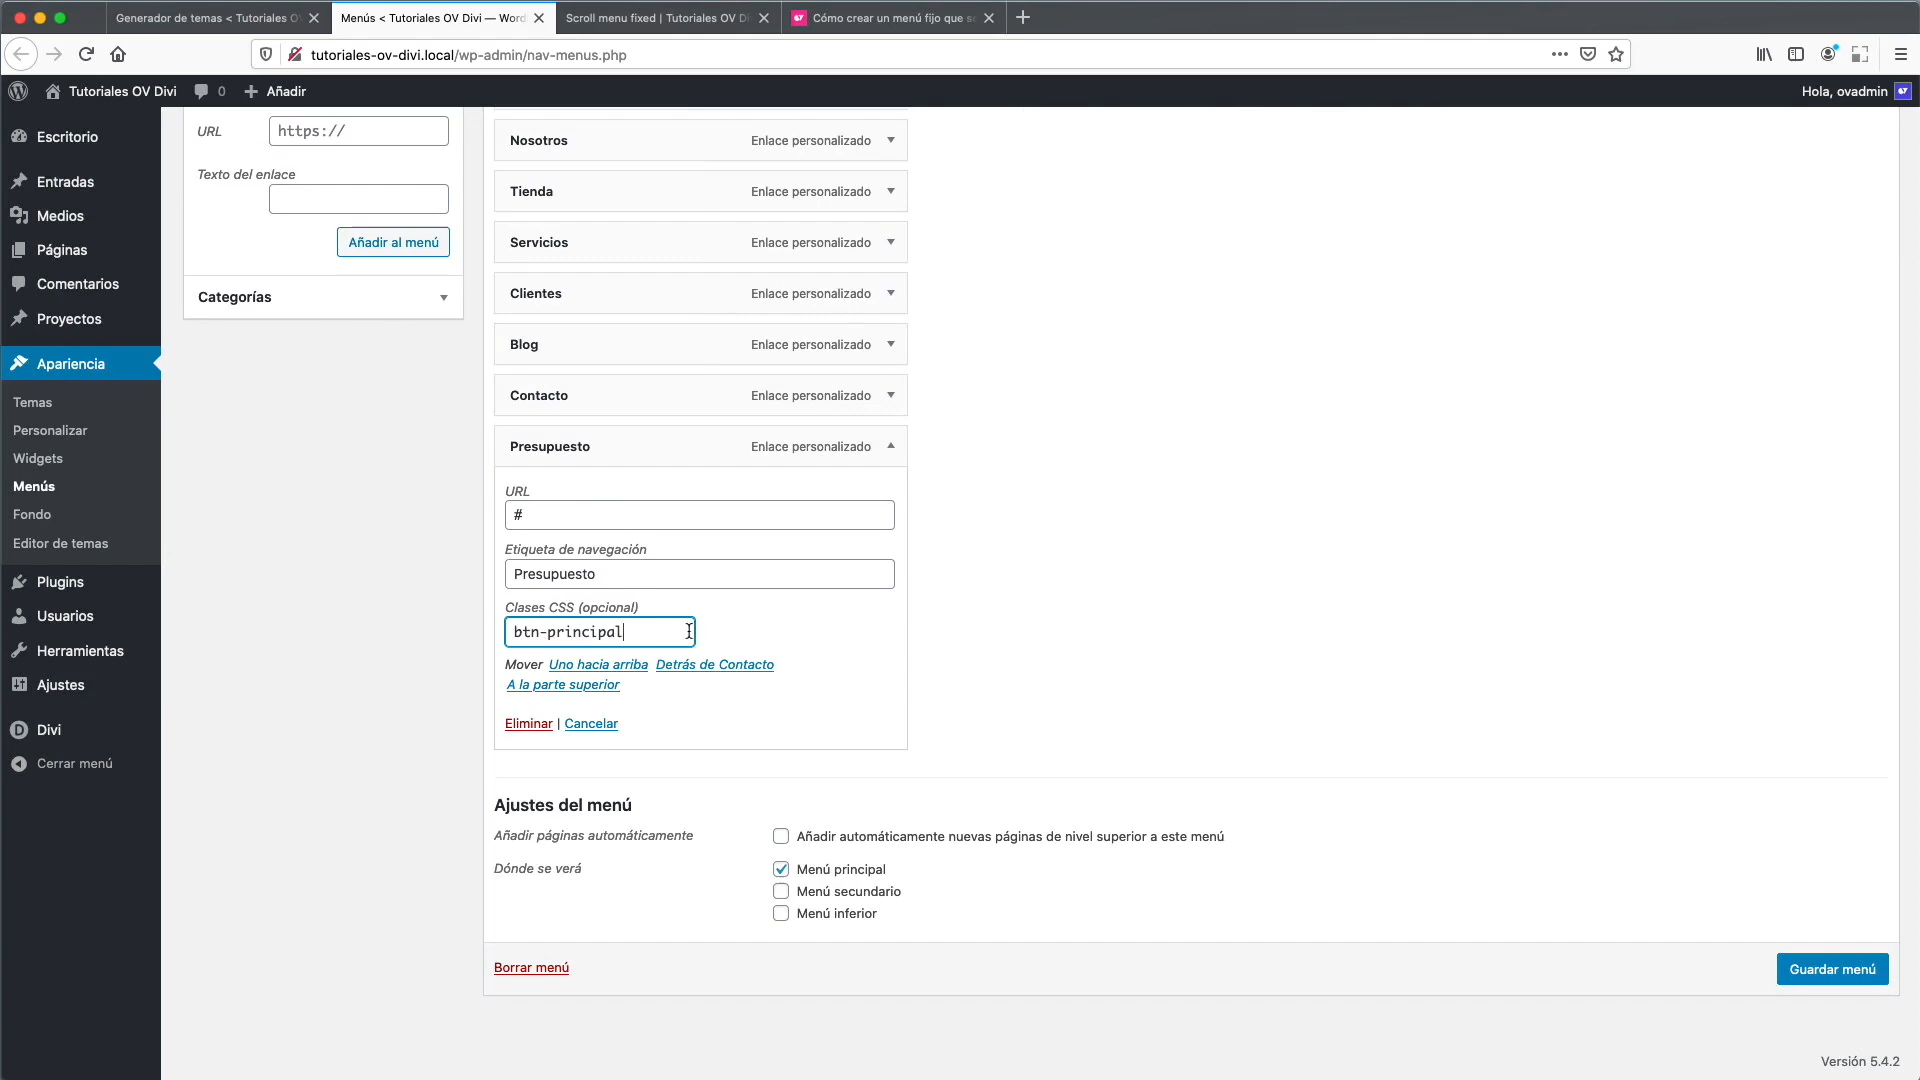 Generador de temas < Tutoriales O
Menús < Tutoriales OV Divi — Word
Scroll menu fixed | Tutoriales OV Di
Cómo crear un menú fijo que s
tutoriales-ov-divi.local/wp-admin/nav-menus.php
Tutoriales OV Divi
0
Añadir
Hola, ovadmin
Escritorio
Entradas
Medios
Páginas
Comentarios
Proyectos
Apariencia
Temas
Personalizar
Widgets
Menús
Fondo
Editor de temas
Plugins
Usuarios
Herramientas
Ajustes
Divi
Cerrar menú
URL
https://
Texto del enlace
Añadir al menú
Categorías
Nosotros Enlace personalizado
Tienda Enlace personalizado
Servicios Enlace personalizado
Clientes Enlace personalizado
Blog Enlace personalizado
Contacto Enlace personalizado
Presupuesto Enlace personalizado
URL
#
Etiqueta de navegación
Presupuesto
Clases CSS (opcional)
btn-principal
Mover Uno hacia arriba Detrás de Contacto
A la parte superior
Eliminar | Cancelar
Ajustes del menú
Añadir páginas automáticamente
Añadir automáticamente nuevas páginas de nivel superior a este menú
Dónde se verá
Menú principal
Menú secundario
Menú inferior
Borrar menú
Guardar menú
Versión 5.4.2